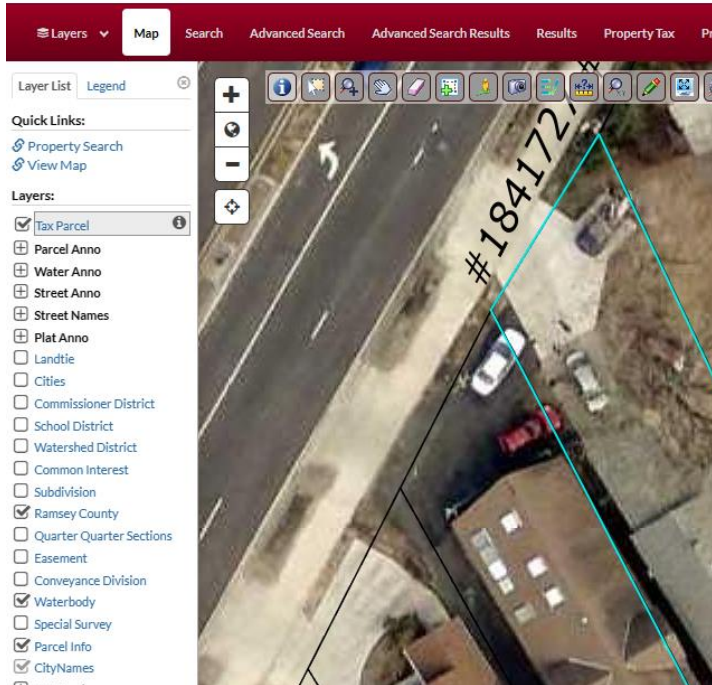 Layers
Map
Search
Advanced Search
Advanced Search Results
Results
Property Tax
Layer List
Legend
Quick Links:
Property Search
View Map
Layers:
Tax Parcel
Parcel Anno
Water Anno
Street Anno
Street Names
Plat Anno
Landtie
Cities
Commissioner District
School District
Watershed District
Common Interest
Subdivision
Ramsey County
Quarter Quarter Sections
Easement
Conveyance Division
Waterbody
Special Survey
Parcel Info
CityNames
#184172